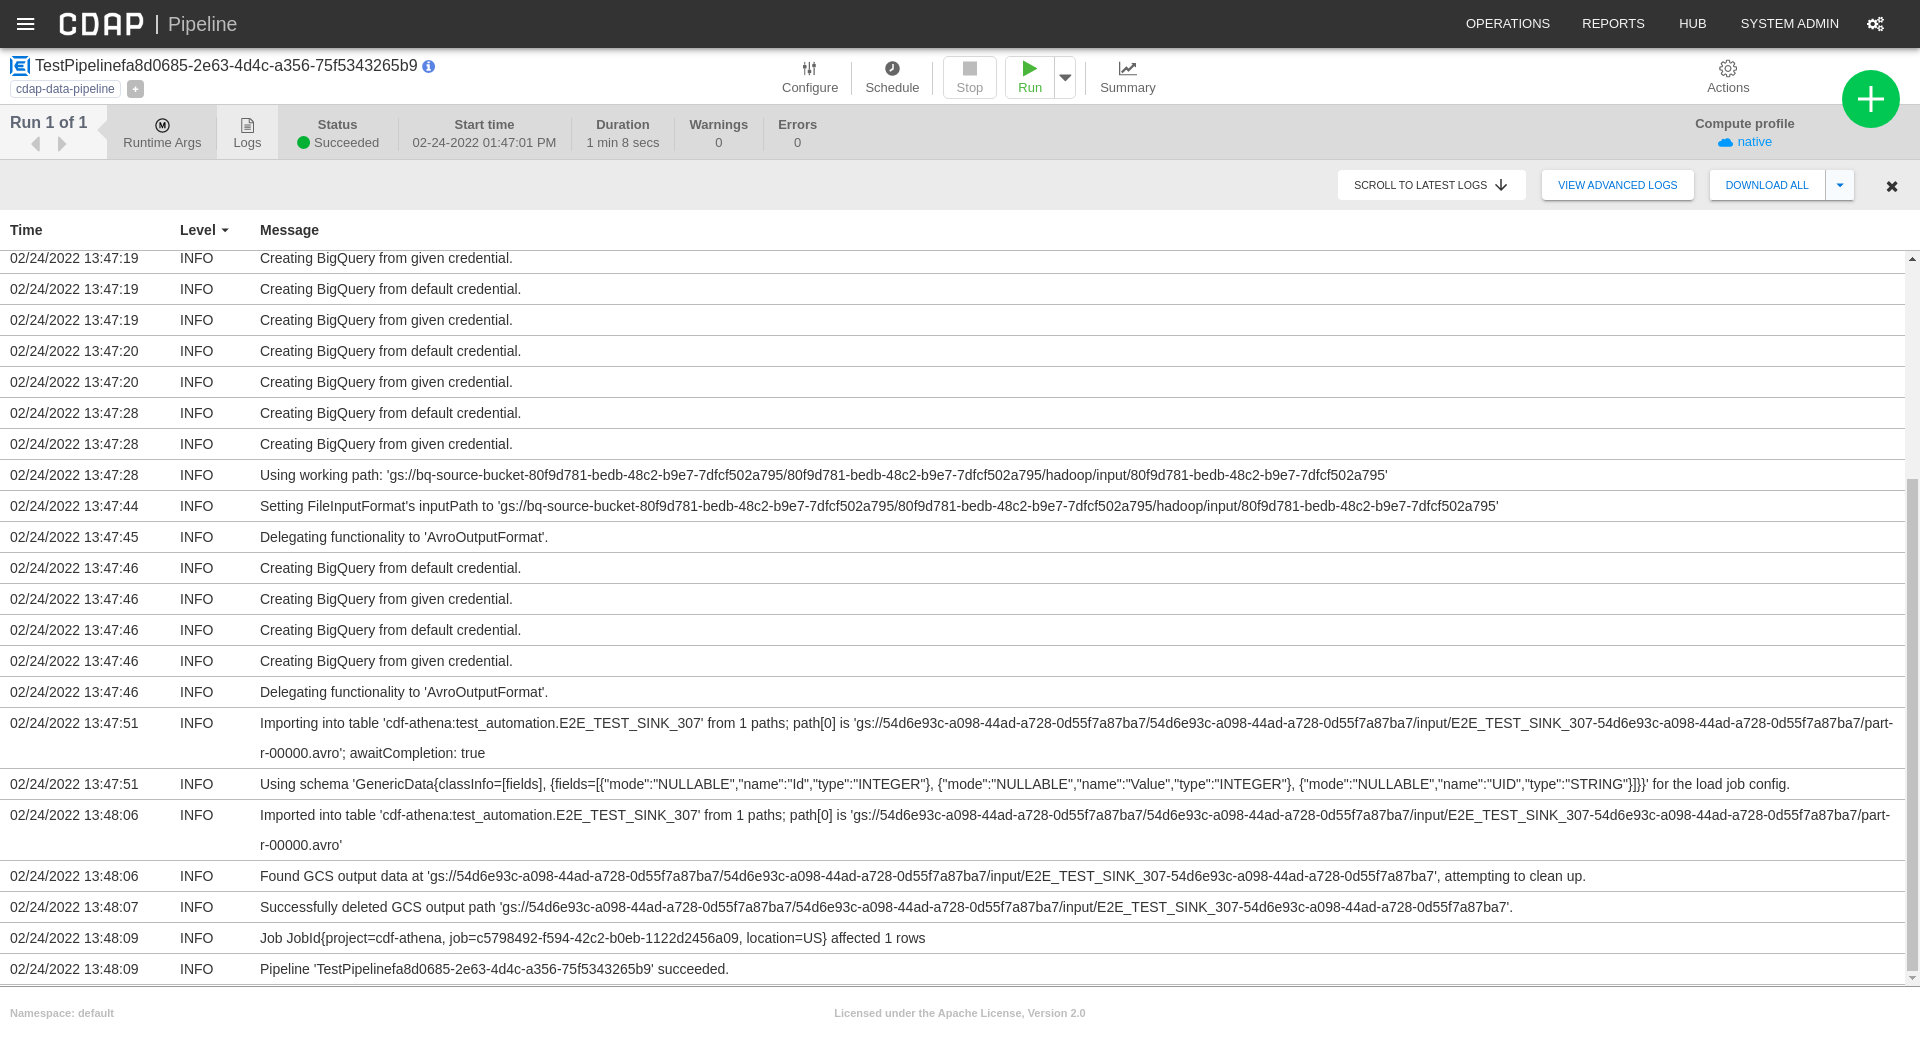 CDAP | Pipeline
OPERATIONS REPORTS HUB SYSTEM ADMIN
TestPipelinefa8d0685-2e63-4d4c-a356-75f5343265b9
cdap-data-pipeline +
Configure Schedule Stop Run Summary Actions
Run 1 of 1
Runtime Args Logs
Status Start time Duration Warnings Errors Compute profile
Succeeded 02-24-2022 01:47:01 PM 1 min 8 secs 0 0 native
SCROLL TO LATEST LOGS VIEW ADVANCED LOGS DOWNLOAD ALL
Time Level Message
02/24/2022 13:47:19 INFO Creating BigQuery from given credential.
02/24/2022 13:47:19 INFO Creating BigQuery from default credential.
02/24/2022 13:47:19 INFO Creating BigQuery from given credential.
02/24/2022 13:47:20 INFO Creating BigQuery from default credential.
02/24/2022 13:47:20 INFO Creating BigQuery from given credential.
02/24/2022 13:47:28 INFO Creating BigQuery from default credential.
02/24/2022 13:47:28 INFO Creating BigQuery from given credential.
02/24/2022 13:47:28 INFO Using working path: 'gs://bq-source-bucket-80f9d781-bedb-48c2-b9e7-7dfcf502a795/80f9d781-bedb-48c2-b9e7-7dfcf502a795/hadoop/input/80f9d781-bedb-48c2-b9e7-7dfcf502a795'
02/24/2022 13:47:44 INFO Setting FileInputFormat's inputPath to 'gs://bq-source-bucket-80f9d781-bedb-48c2-b9e7-7dfcf502a795/80f9d781-bedb-48c2-b9e7-7dfcf502a795/hadoop/input/80f9d781-bedb-48c2-b9e7-7dfcf502a795'
02/24/2022 13:47:45 INFO Delegating functionality to 'AvroOutputFormat'.
02/24/2022 13:47:46 INFO Creating BigQuery from default credential.
02/24/2022 13:47:46 INFO Creating BigQuery from given credential.
02/24/2022 13:47:46 INFO Creating BigQuery from default credential.
02/24/2022 13:47:46 INFO Creating BigQuery from given credential.
02/24/2022 13:47:46 INFO Delegating functionality to 'AvroOutputFormat'.
02/24/2022 13:47:51 INFO Importing into table 'cdf-athena:test_automation.E2E_TEST_SINK_307' from 1 paths; path[0] is 'gs://54d6e93c-a098-44ad-a728-0d55f7a87ba7/54d6e93c-a098-44ad-a728-0d55f7a87ba7/input/E2E_TEST_SINK_307-54d6e93c-a098-44ad-a728-0d55f7a87ba7/part-
r-00000.avro'; awaitCompletion: true
02/24/2022 13:47:51 INFO Using schema 'GenericData{classInfo=[fields], {fields=[{"mode":"NULLABLE","name":"Id","type":"INTEGER"}, {"mode":"NULLABLE","name":"Value","type":"INTEGER"}, {"mode":"NULLABLE","name":"UID","type":"STRING"}]}}' for the load job config.
02/24/2022 13:48:06 INFO Imported into table 'cdf-athena:test_automation.E2E_TEST_SINK_307' from 1 paths; path[0] is 'gs://54d6e93c-a098-44ad-a728-0d55f7a87ba7/54d6e93c-a098-44ad-a728-0d55f7a87ba7/input/E2E_TEST_SINK_307-54d6e93c-a098-44ad-a728-0d55f7a87ba7/part-
r-00000.avro'
02/24/2022 13:48:06 INFO Found GCS output data at 'gs://54d6e93c-a098-44ad-a728-0d55f7a87ba7/54d6e93c-a098-44ad-a728-0d55f7a87ba7/input/E2E_TEST_SINK_307-54d6e93c-a098-44ad-a728-0d55f7a87ba7', attempting to clean up.
02/24/2022 13:48:07 INFO Successfully deleted GCS output path 'gs://54d6e93c-a098-44ad-a728-0d55f7a87ba7/54d6e93c-a098-44ad-a728-0d55f7a87ba7/input/E2E_TEST_SINK_307-54d6e93c-a098-44ad-a728-0d55f7a87ba7'.
02/24/2022 13:48:09 INFO Job JobId{project=cdf-athena, job=c5798492-f594-42c2-b0eb-1122d2456a09, location=US} affected 1 rows
02/24/2022 13:48:09 INFO Pipeline 'TestPipelinefa8d0685-2e63-4d4c-a356-75f5343265b9' succeeded.
Namespace: default Licensed under the Apache License, Version 2.0